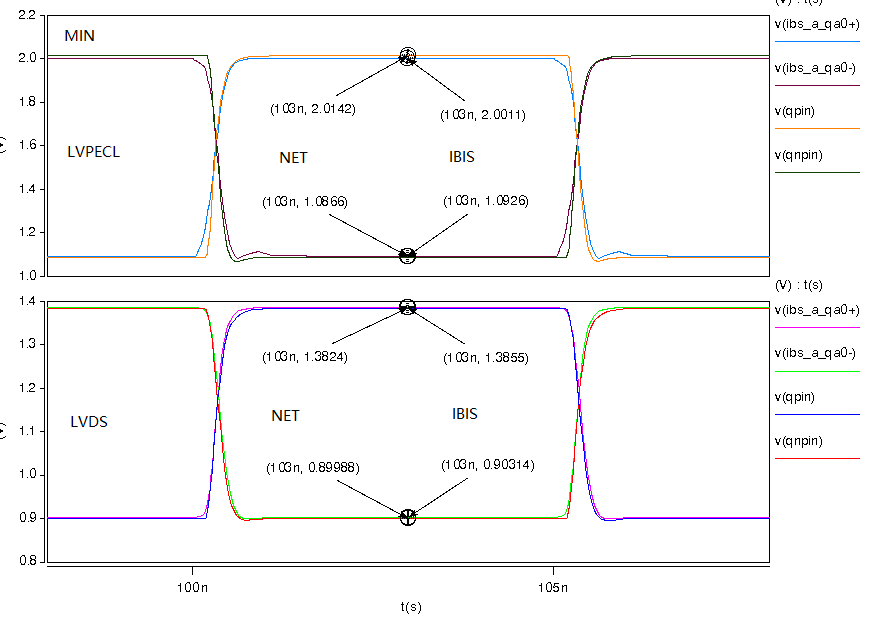 (V) : t(s)
2.2
MIN
v(ibs_a_qa0+)
2.0
v(ibs_a_qa0-)
1.8
(103n, 2.0142)
(103n, 2.0011)
v(qpin)
1.6
LVPECL
NET
IBIS
v(qnpin)
1.4
(103n, 1.0866)
(103n, 1.0926)
1.2
1.0
(V) : t(s)
1.4
v(ibs_a_qa0+)
1.3
(103n, 1.3824)
(103n, 1.3855)
v(ibs_a_qa0-)
1.2
v(qpin)
LVDS
NET
IBIS
1.1
v(qnpin)
1.0
(103n, 0.89988)
(103n, 0.90314)
0.9
0.8
100n
105n
t(s)